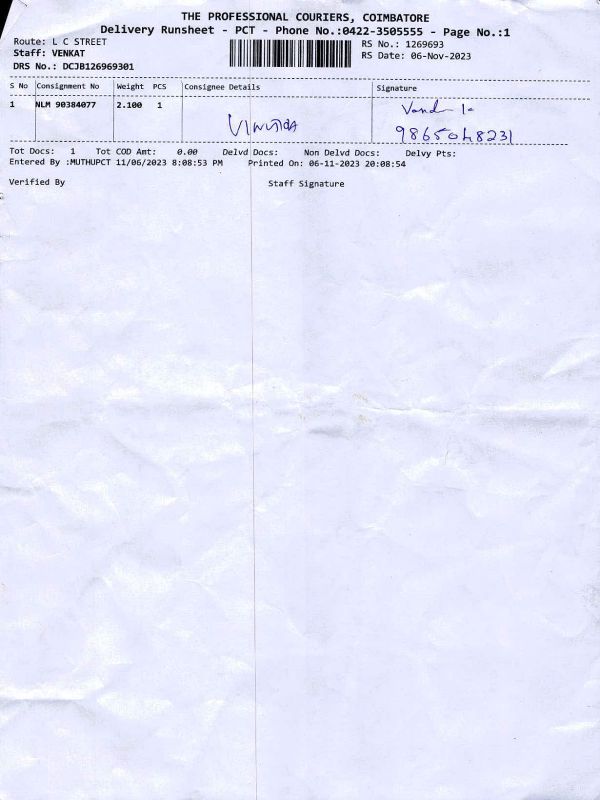 THE PROFESSIONAL COURIERS, COIMBATORE
Delivery Runsheet - PCT - Phone No.:0422-3505555 - Page No.:1
Route: L C STREET
RS No.: 1269693
Staff: VENKAT
RS Date: 06-Nov-2023
DRS No.: DCJB126969301
S No Consignment No Weight PCS Consignee Details Signature
1 NLM 90384077 2.100 1
9865048231
Tot Docs: 1 Tot COD Amt: 0.00 Delvd Docs: Non Delvd Docs: Delvy Pts:
Entered By :MUTHUPCT 11/06/2023 8:08:53 PM Printed On: 06-11-2023 20:08:54
Verified By Staff Signature